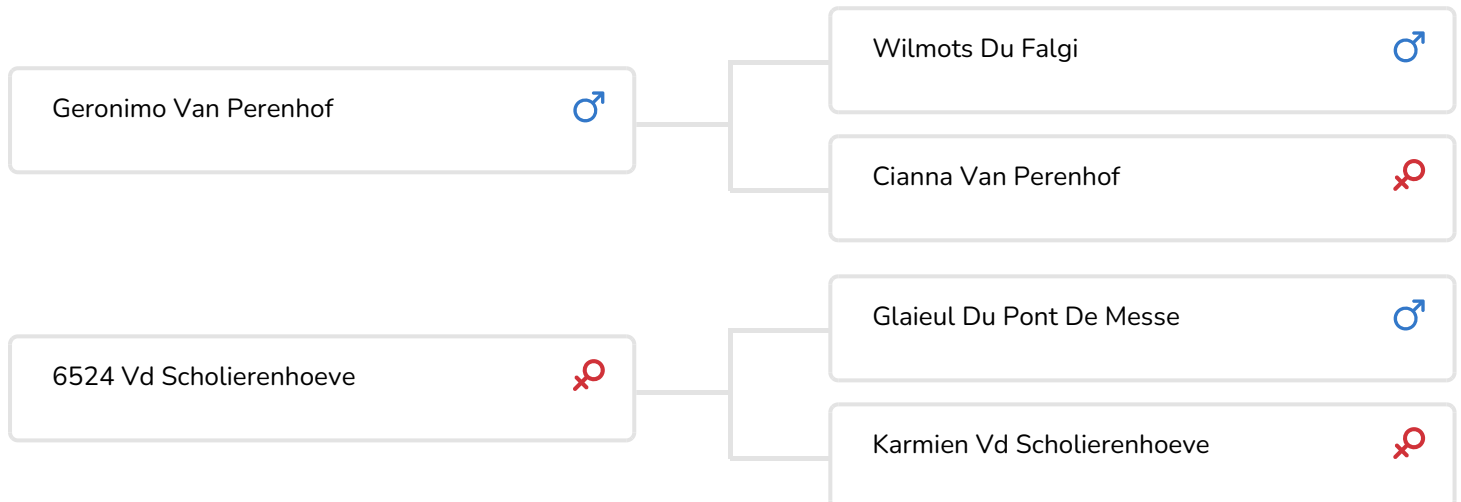 Wilmots Du Falgi
Geronimo Van Perenhof
Cianna Van Perenhof
Glaieul Du Pont De Messe
6524 Vd Scholierenhoeve
Karmien Vd Scholierenhoeve